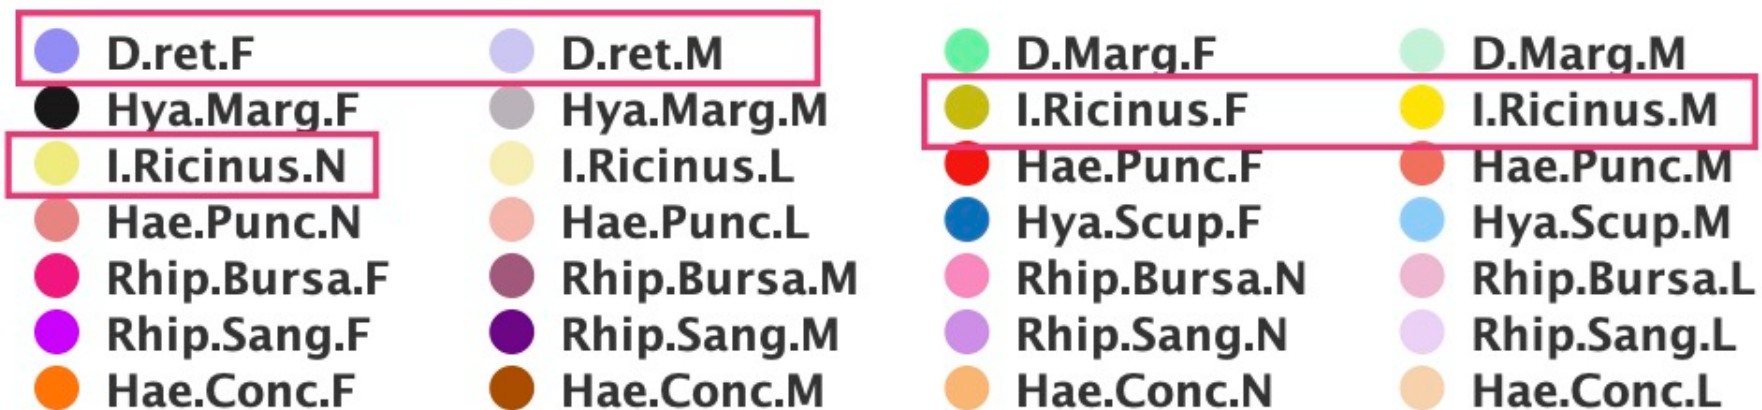 D.ret.F D.ret.M D.Marg.F D.Marg.M
Hya.Marg.F Hya.Marg.M I.Ricinus.F I.Ricinus.M
I.Ricinus.N I.Ricinus.L Hae.Punc.F Hae.Punc.M
Hae.Punc.N Hae.Punc.L Hya.Scup.F Hya.Scup.M
Rhip.Bursa.F Rhip.Bursa.M Rhip.Bursa.N Rhip.Bursa.L
Rhip.Sang.F Rhip.Sang.M Rhip.Sang.N Rhip.Sang.L
Hae.Conc.F Hae.Conc.M Hae.Conc.N Hae.Conc.L